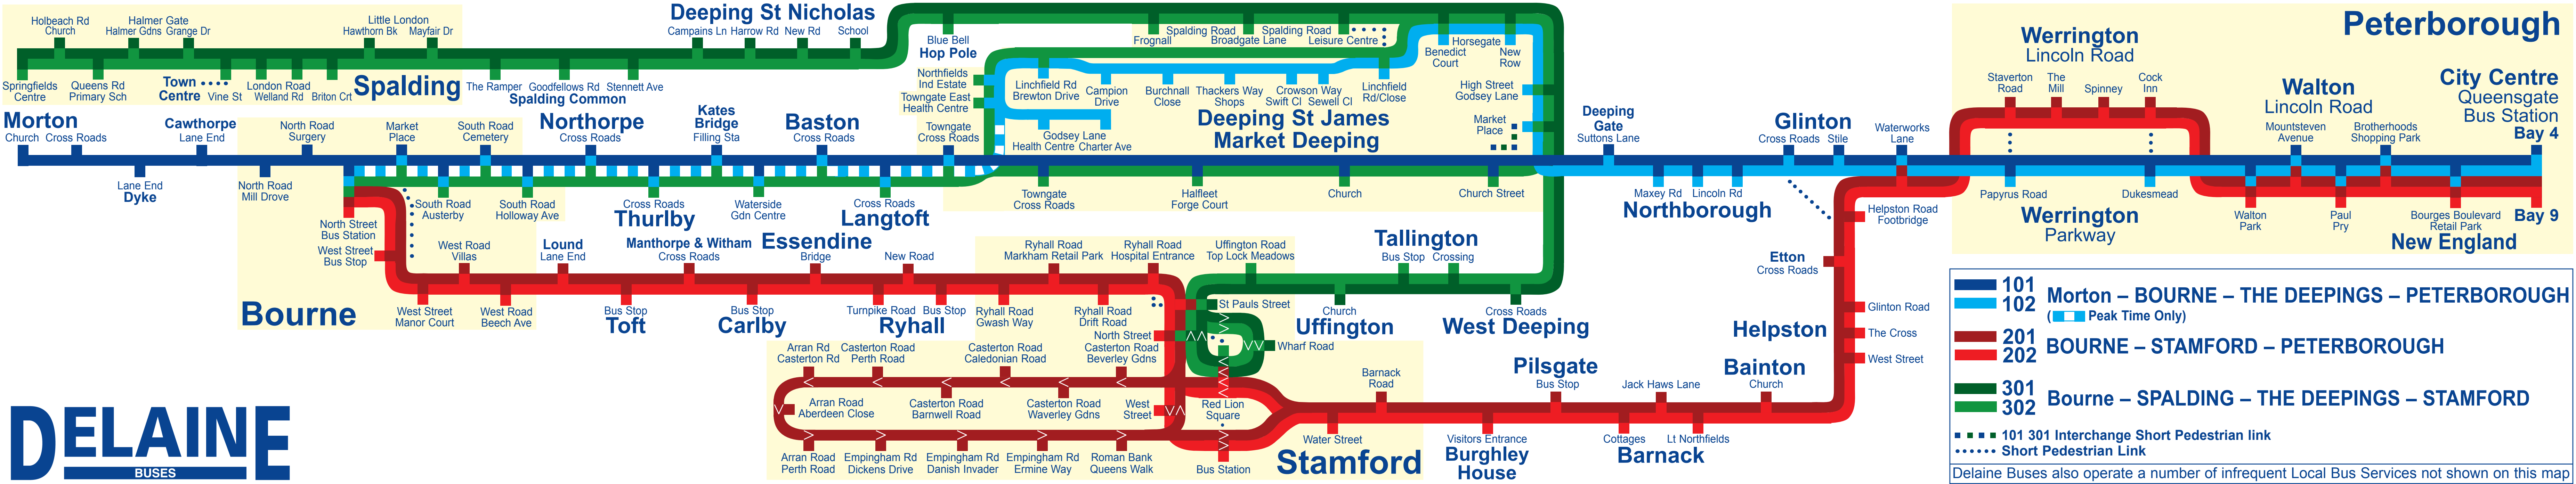 Holbeach Rd
Church
Halmer Gate
Halmer Gdns
Grange Dr
Little London
Hawthorn Bk
Mayfair Dr
Springfields
Centre
Queens Rd
Primary Sch
Town
Centre
Vine St
London Road
Welland Rd
Briton Crt
Spalding
The Ramper
Goodfellows Rd
Stennett Ave
Spalding Common
Deeping St Nicholas
Campains Ln
Harrow Rd
New Rd
School
Blue Bell
Hop Pole
Frognall
Spalding Road
Broadgate Lane
Spalding Road
Leisure Centre
Benedict
Court
Horsegate
New
Row
Northfields
Ind Estate
Towngate East
Health Centre
Towngate
Cross Roads
Linchfield Rd
Brewton Drive
Campion
Drive
Burchnall
Close
Thackers Way
Shops
Crowson Way
Swift Cl
Sewell Cl
Linchfield
Rd/Close
High Street
Godsey Lane
Market
Place
Godsey Lane
Health Centre
Charter Ave
Deeping St James
Market Deeping
Morton
Church
Cross Roads
Cawthorpe
Lane End
Lane End
Dyke
North Road
Surgery
North Road
Mill Drove
Market
Place
South Road
Cemetery
South Road
Austerby
South Road
Holloway Ave
Northorpe
Cross Roads
Cross Roads
Thurlby
Kates
Bridge
Filling Sta
Waterside
Gdn Centre
Baston
Cross Roads
Cross Roads
Langtoft
Towngate
Cross Roads
Halfleet
Forge Court
Church
Church Street
Deeping
Gate
Suttons Lane
Maxey Rd
Lincoln Rd
Northborough
Glinton
Cross Roads
Stile
Waterworks
Lane
Werrington
Lincoln Road
Staverton
Road
The
Mill
Spinney
Cock
Inn
Papyrus Road
Dukesmead
Werrington
Parkway
Peterborough
Walton
Lincoln Road
Mountsteven
Avenue
Brotherhoods
Shopping Park
City Centre
Queensgate
Bus Station
Bay 4
Bay 9
Walton
Park
Paul
Pry
Bourges Boulevard
Retail Park
New England
North Street
Bus Station
West Street
Bus Stop
Bourne
West Road
Villas
West Street
Manor Court
West Road
Beech Ave
Lound
Lane End
Bus Stop
Toft
Manthorpe & Witham
Cross Roads
Bus Stop
Carlby
Essendine
Bridge
New Road
Turnpike Road
Bus Stop
Ryhall
Ryhall Road
Markham Retail Park
Ryhall Road
Hospital Entrance
Ryhall Road
Gwash Way
Ryhall Road
Drift Road
Uffington Road
Top Lock Meadows
St Pauls Street
North Street
Wharf Road
Church
Uffington
Tallington
Bus Stop
Crossing
Cross Roads
West Deeping
Arran Rd
Casterton Rd
Casterton Road
Perth Road
Casterton Road
Caledonian Road
Casterton Road
Beverley Gdns
Arran Road
Aberdeen Close
Casterton Road
Barnwell Road
Casterton Road
Waverley Gdns
West
Street
Red Lion
Square
Arran Road
Perth Road
Empingham Rd
Dickens Drive
Empingham Rd
Danish Invader
Empingham Rd
Ermine Way
Roman Bank
Queens Walk
Bus Station
Stamford
Water Street
Barnack
Road
Visitors Entrance
Burghley
House
Pilsgate
Bus Stop
Cottages
Jack Haws Lane
Lt Northfields
Barnack
Bainton
Church
Helpston
Glinton Road
The Cross
West Street
Etton
Cross Roads
Helpston Road
Footbridge
101
102
Morton – BOURNE – THE DEEPINGS – PETERBOROUGH
( Peak Time Only)
201
202
BOURNE – STAMFORD – PETERBOROUGH
301
302
Bourne – SPALDING – THE DEEPINGS – STAMFORD
101 301 Interchange Short Pedestrian link
Short Pedestrian Link
Delaine Buses also operate a number of infrequent Local Bus Services not shown on this map
DELAINE
BUSES